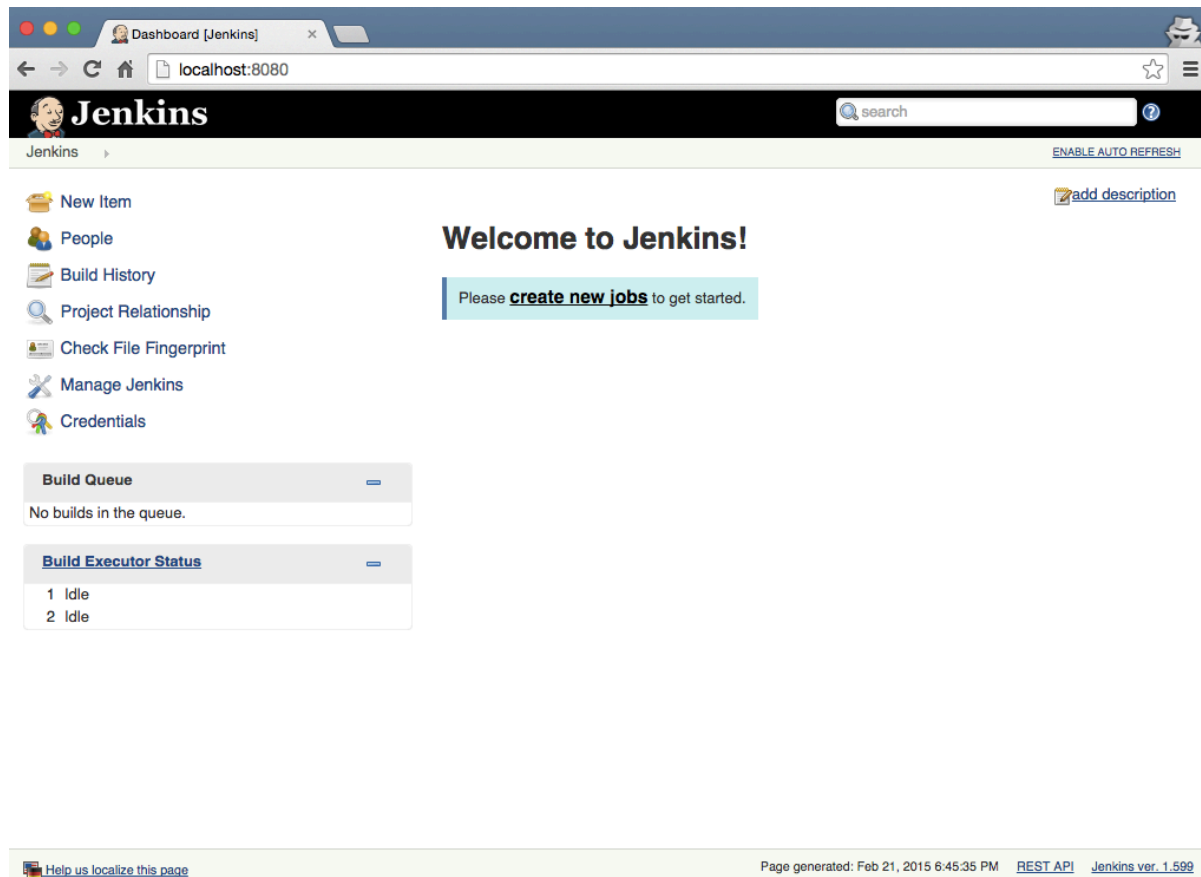 Dashboard [Jenkins]
localhost:8080
Jenkins
search
Jenkins
ENABLE AUTO REFRESH
add description
New Item
People
Build History
Project Relationship
Check File Fingerprint
Manage Jenkins
Credentials
Welcome to Jenkins!
Please create new jobs to get started.
Build Queue
No builds in the queue.
Build Executor Status
1 Idle
2 Idle
Help us localize this page
Page generated: Feb 21, 2015 6:45:35 PM REST API Jenkins ver. 1.599